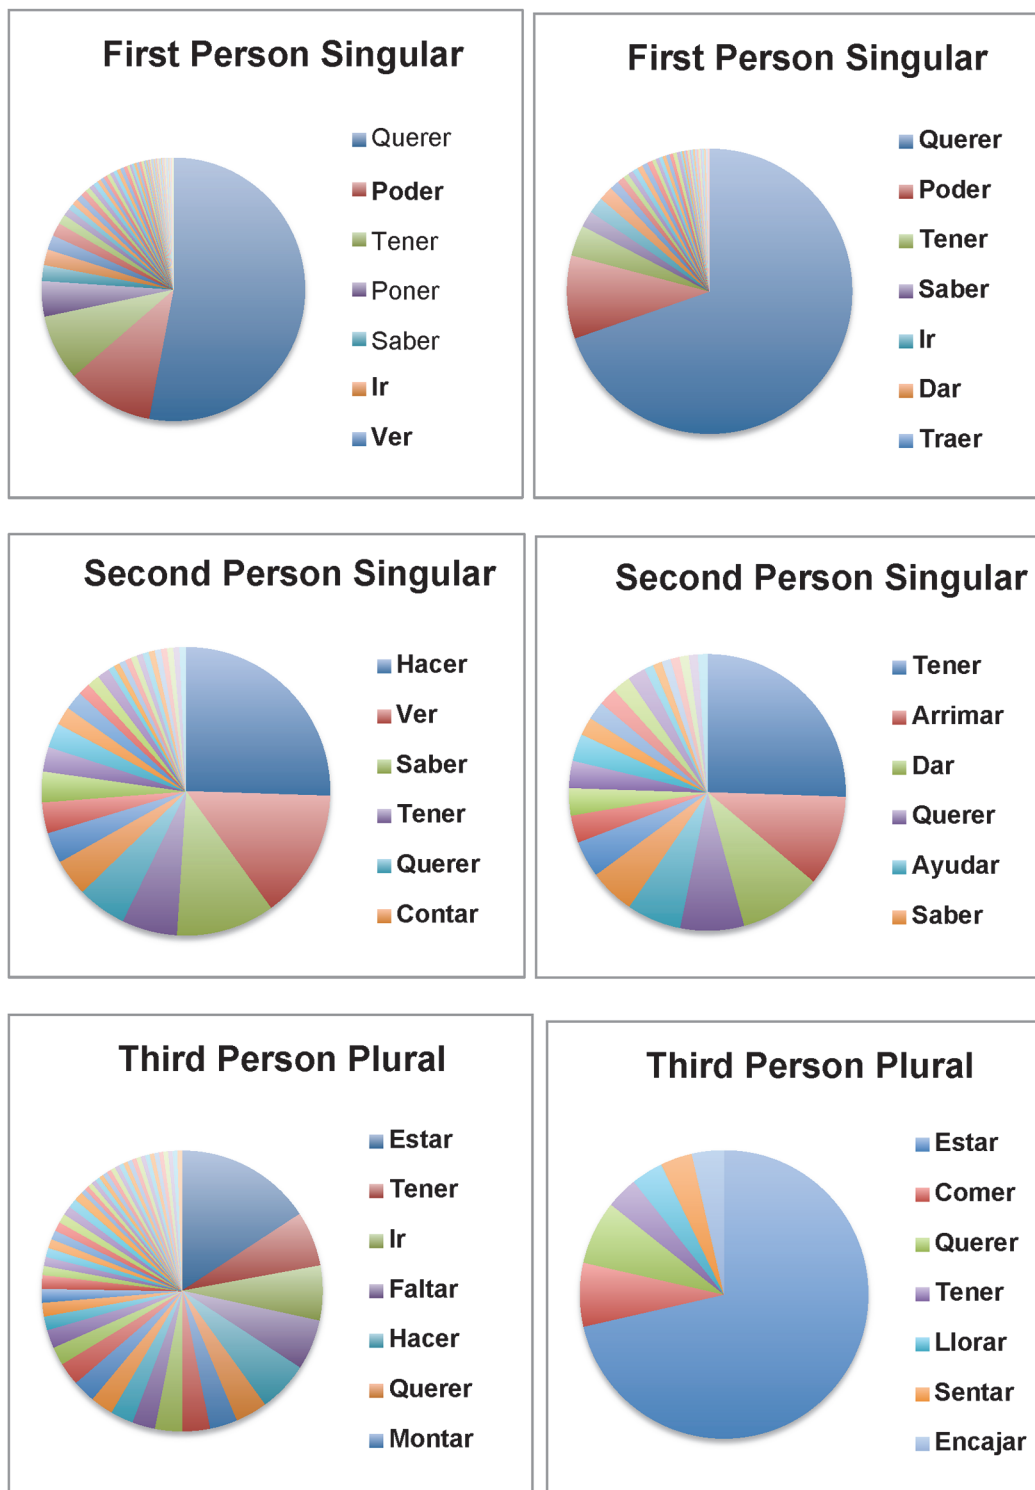 First Person Singular
Querer
Poder
Tener
Poner
Saber
Ir
Ver
First Person Singular
Querer
Poder
Tener
Saber
Ir
Dar
Traer
Second Person Singular
Hacer
Ver
Saber
Tener
Querer
Contar
Second Person Singular
Tener
Arrimar
Dar
Querer
Ayudar
Saber
Third Person Plural
Estar
Tener
Ir
Faltar
Hacer
Querer
Montar
Third Person Plural
Estar
Comer
Querer
Tener
Llorar
Sentar
Encajar